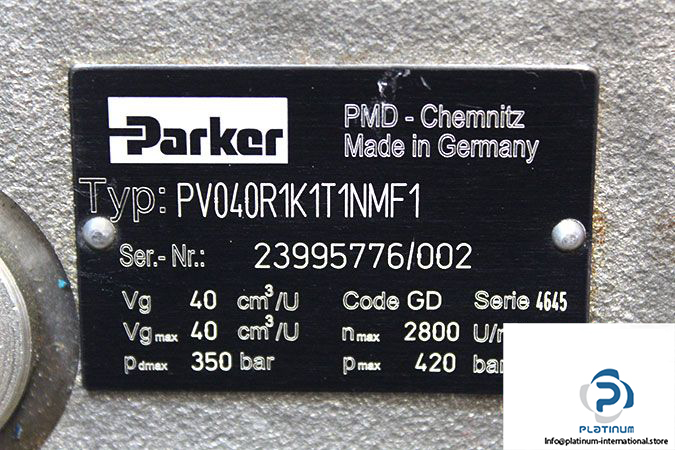 Parker
PMD - Chemnitz
Made in Germany
Typ: PV040R1K1T1NMF1
Ser.- Nr.: 23995776/002
Vg 40 cm³/U Code GD Serie 4645
Vgmax 40 cm³/U nmax 2800 U/
pdmax 350 bar pmax 420 ba
PLATINUM
Info@platinum-international.store